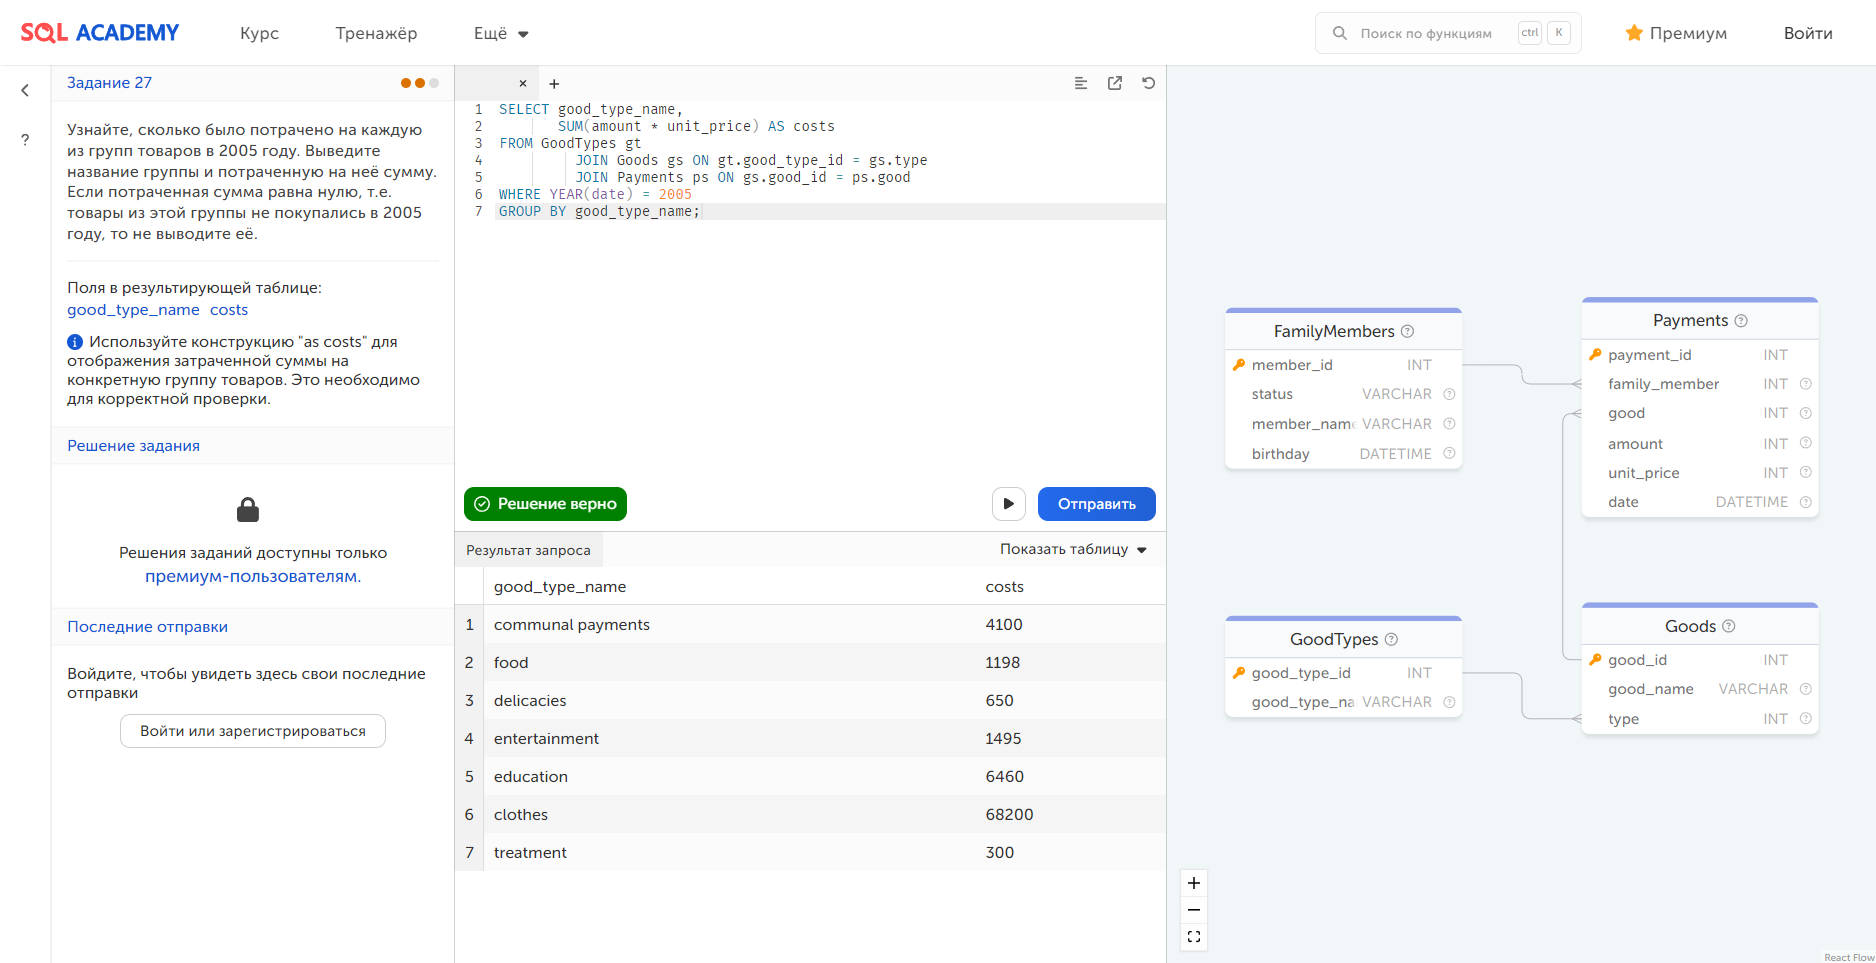 SQL ACADEMY
Курс
Тренажёр
Ещё
Поиск по функциям
ctrl
K
Премиум
Войти
Задание 27
Узнайте, сколько было потрачено на каждую
из групп товаров в 2005 году. Выведите
название группы и потраченную на неё сумму.
Если потраченная сумма равна нулю, т.е.
товары из этой группы не покупались в 2005
году, то не выводите её.
Поля в результирующей таблице:
good_type_name costs
Используйте конструкцию "as costs" для
отображения затраченной суммы на
конкретную группу товаров. Это необходимо
для корректной проверки.
Решение задания
Решения заданий доступны только
премиум-пользователям.
Последние отправки
Войдите, чтобы увидеть здесь свои последние
отправки
Войти или зарегистрироваться
1 SELECT good_type_name,
2 SUM(amount * unit_price) AS costs
3 FROM GoodTypes gt
4 JOIN Goods gs ON gt.good_type_id = gs.type
5 JOIN Payments ps ON gs.good_id = ps.good
6 WHERE YEAR(date) = 2005
7 GROUP BY good_type_name;
Решение верно
Отправить
Результат запроса
Показать таблицу
good_type_name costs
1 communal payments 4100
2 food 1198
3 delicacies 650
4 entertainment 1495
5 education 6460
6 clothes 68200
7 treatment 300
FamilyMembers
member_id INT
status VARCHAR
member_name VARCHAR
birthday DATETIME
Payments
payment_id INT
family_member INT
good INT
amount INT
unit_price INT
date DATETIME
GoodTypes
good_type_id INT
good_type_na VARCHAR
Goods
good_id INT
good_name VARCHAR
type INT
React Flow